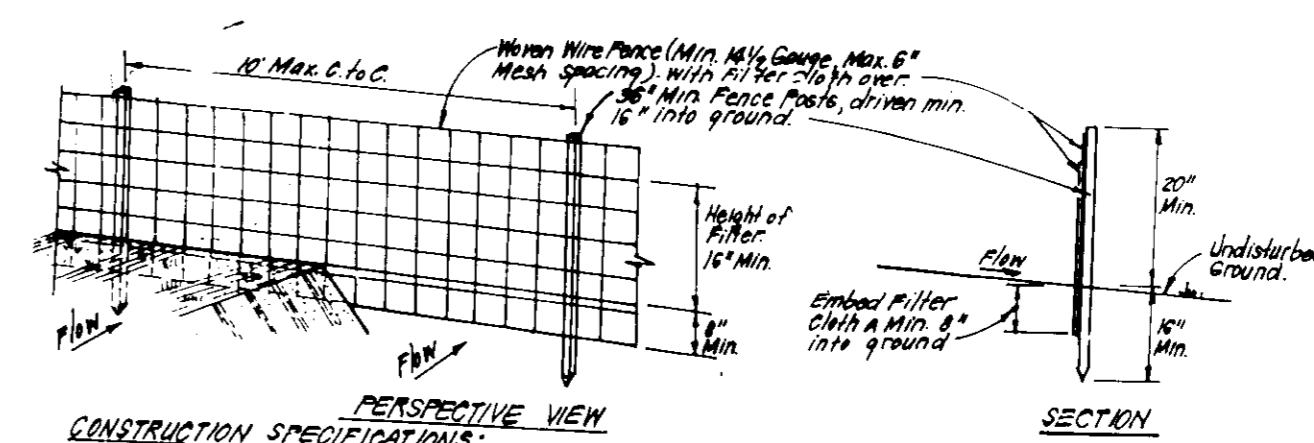 10' Max. C. to C.
Woven Wire Fence (Min. 14½ Gauge, Max. 6"
Mesh spacing). with Filter cloth over.
36" Min. Fence Posts, driven min.
16" into ground.
Height of
Filter.
16" Min.
8"
Min.
Flow
Flow
PERSPECTIVE VIEW
CONSTRUCTION SPECIFICATIONS:
20"
Min.
Flow
Undisturbed
Ground.
Embed Filter
Cloth A Min. 8"
into ground
16"
Min.
SECTION